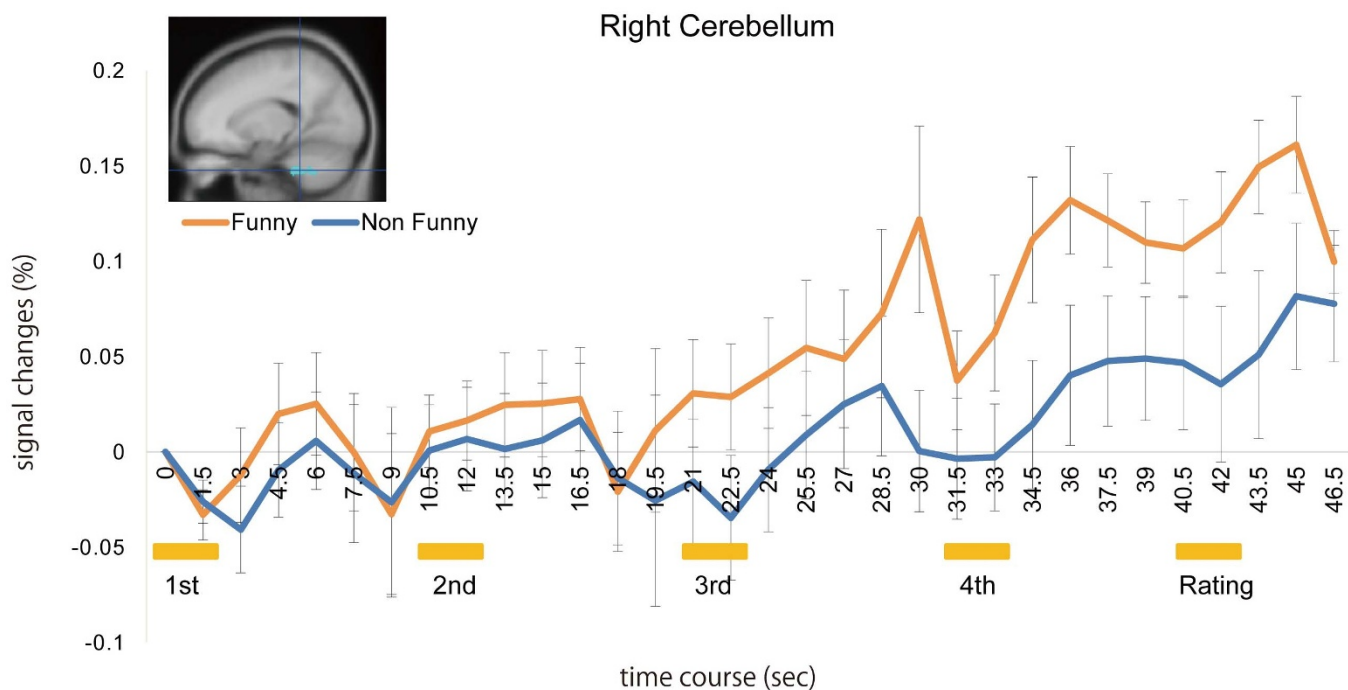 Right Cerebellum
0.2
0.15
0.1
0.05
0
-0.05
-0.1
signal changes (%)
Funny Non Funny
0 1.5 3 4.5 6 7.5 9 10.5 12 13.5 15 16.5 18 19.5 21 22.5 24 25.5 27 28.5 30 31.5 33 34.5 36 37.5 39 40.5 42 43.5 45 46.5
1st 2nd 3rd 4th Rating
time course (sec)